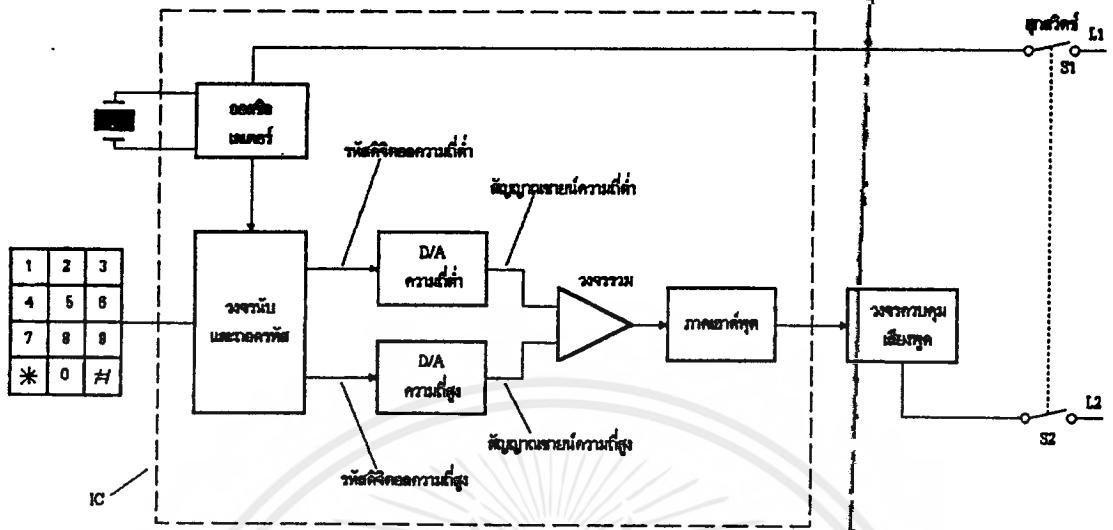 ฮุกสวิตช์
L1
S1
ออสซิล
เลเตอร์
รหัสดิจิตอลความถี่ต่ำ
สัญญาณซายน์ความถี่ต่ำ
1 2 3
4 5 6
7 8 9
* 0 #
วงจรนับ
และถอดรหัส
D/A
ความถี่ต่ำ
วงจรรวม
ภาคเอาต์พุต
วงจรควบคุม
เสียงพูด
D/A
ความถี่สูง
L2
S2
สัญญาณซายน์ความถี่สูง
รหัสดิจิตอลความถี่สูง
IC